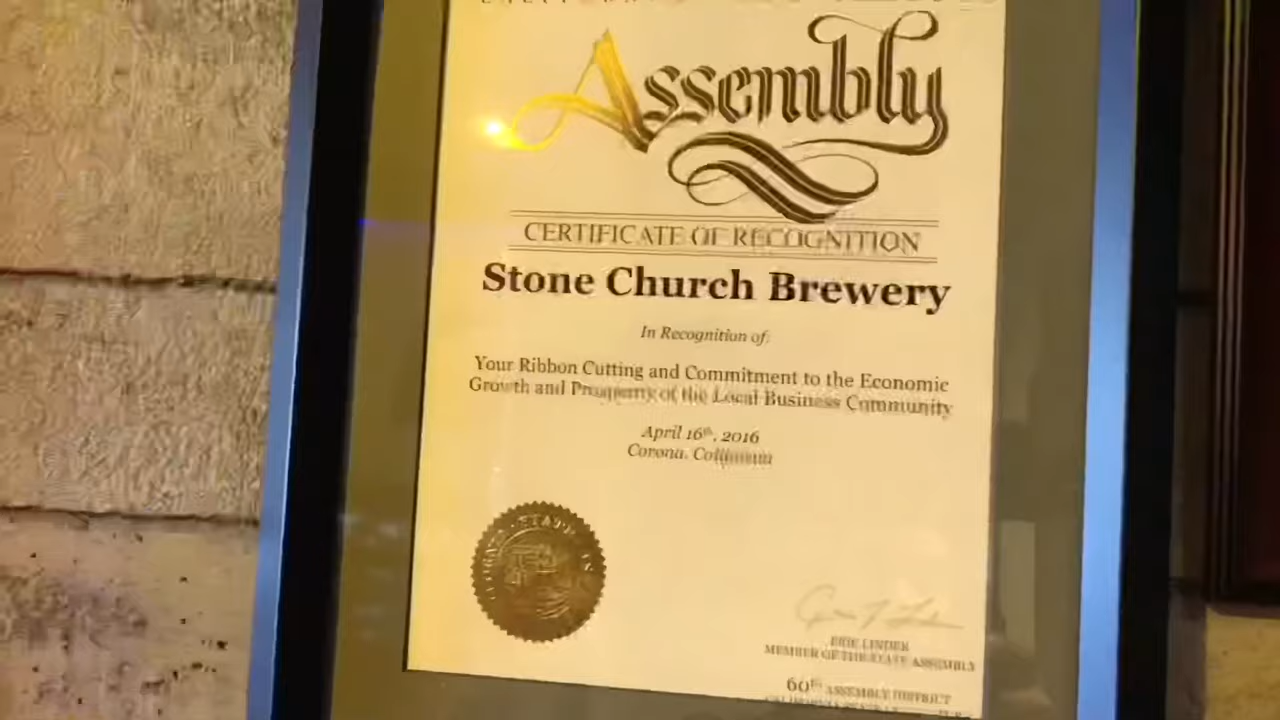 Assembly
CERTIFICATE OF RECOGNITION
Stone Church Brewery
In Recognition of:
Your Ribbon Cutting and Commitment to the Economic
Growth and Prosperity of the Local Business Community
April 16th, 2016
Corona, California
ERIC LINDER
MEMBER OF THE STATE ASSEMBLY
60th ASSEMBLY DISTRICT